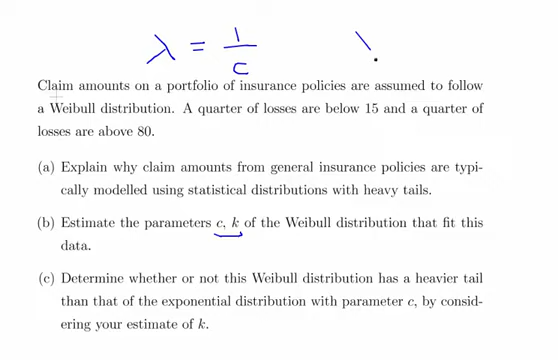 λ = 1/c
Claim amounts on a portfolio of insurance policies are assumed to follow
a Weibull distribution. A quarter of losses are below 15 and a quarter of
losses are above 80.
(a) Explain why claim amounts from general insurance policies are typi-
cally modelled using statistical distributions with heavy tails.
(b) Estimate the parameters c, k of the Weibull distribution that fit this
data.
(c) Determine whether or not this Weibull distribution has a heavier tail
than that of the exponential distribution with parameter c, by consid-
ering your estimate of k.